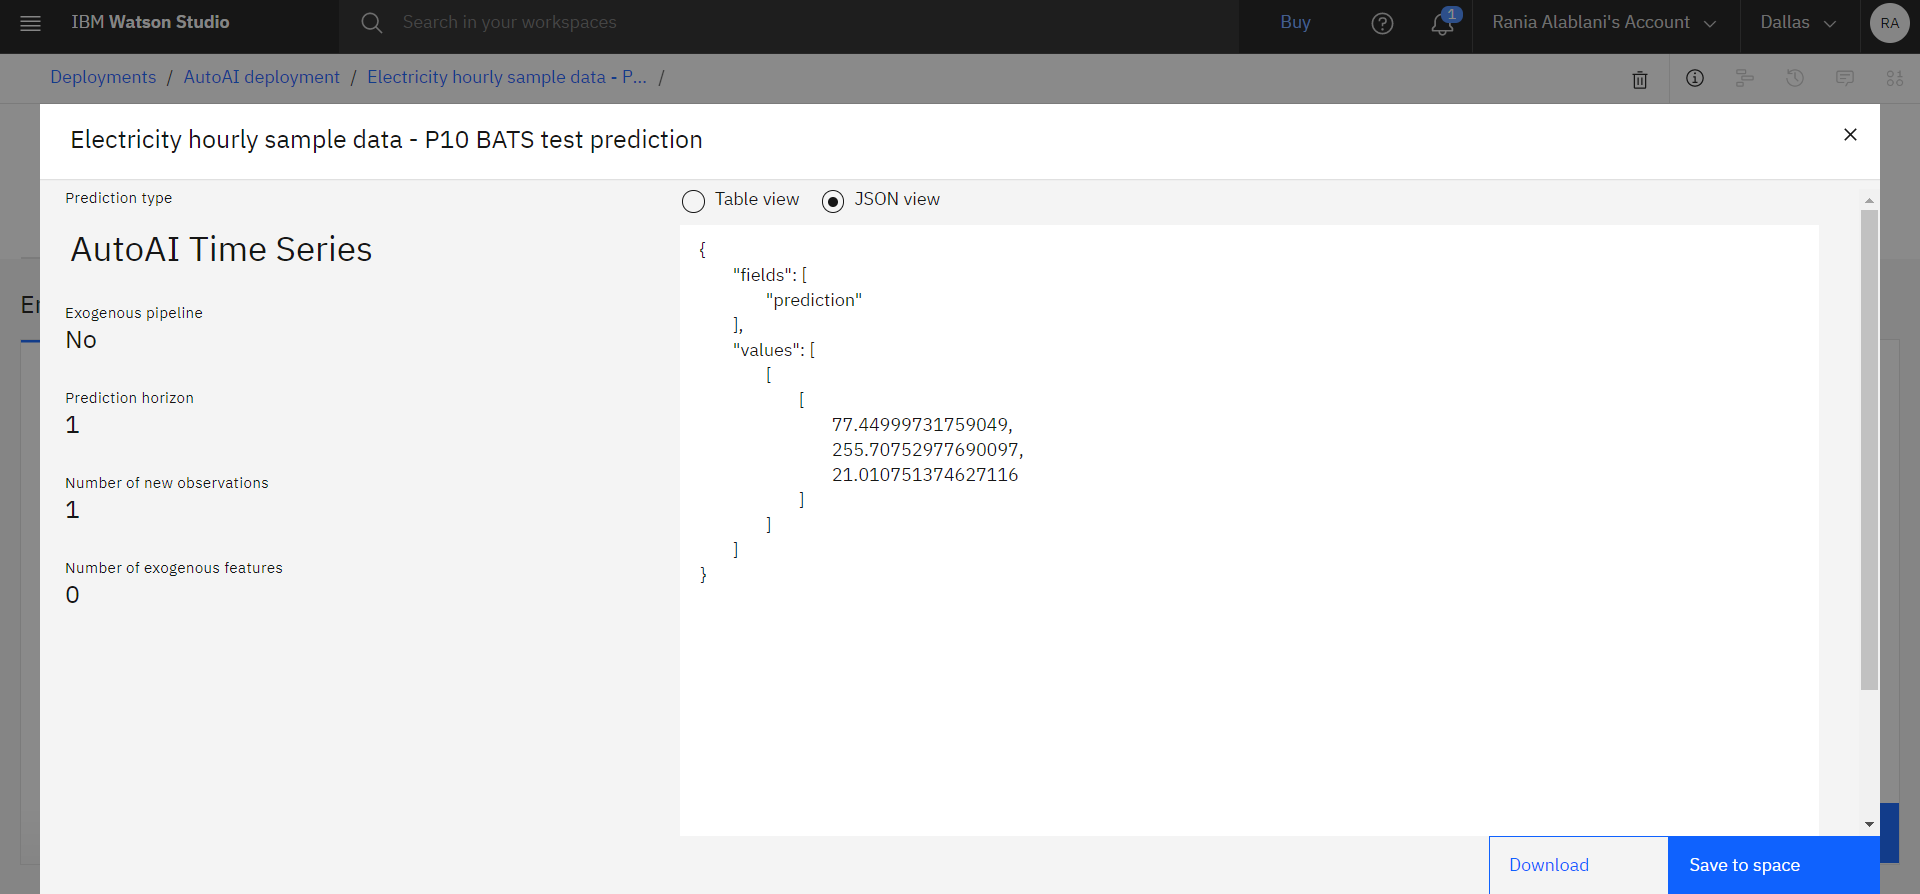 IBM Watson Studio
Search in your workspaces
Buy
1
Rania Alablani's Account
Dallas
RA
Deployments / AutoAI deployment / Electricity hourly sample data - P... /
Electricity hourly sample data - P10 BATS test prediction
Prediction type
AutoAI Time Series
Exogenous pipeline
No
Prediction horizon
1
Number of new observations
1
Number of exogenous features
0
Table view
JSON view
{
"fields": [
"prediction"
],
"values": [
[
[
77.44999731759049,
255.70752977690097,
21.010751374627116
]
]
]
}
Download
Save to space